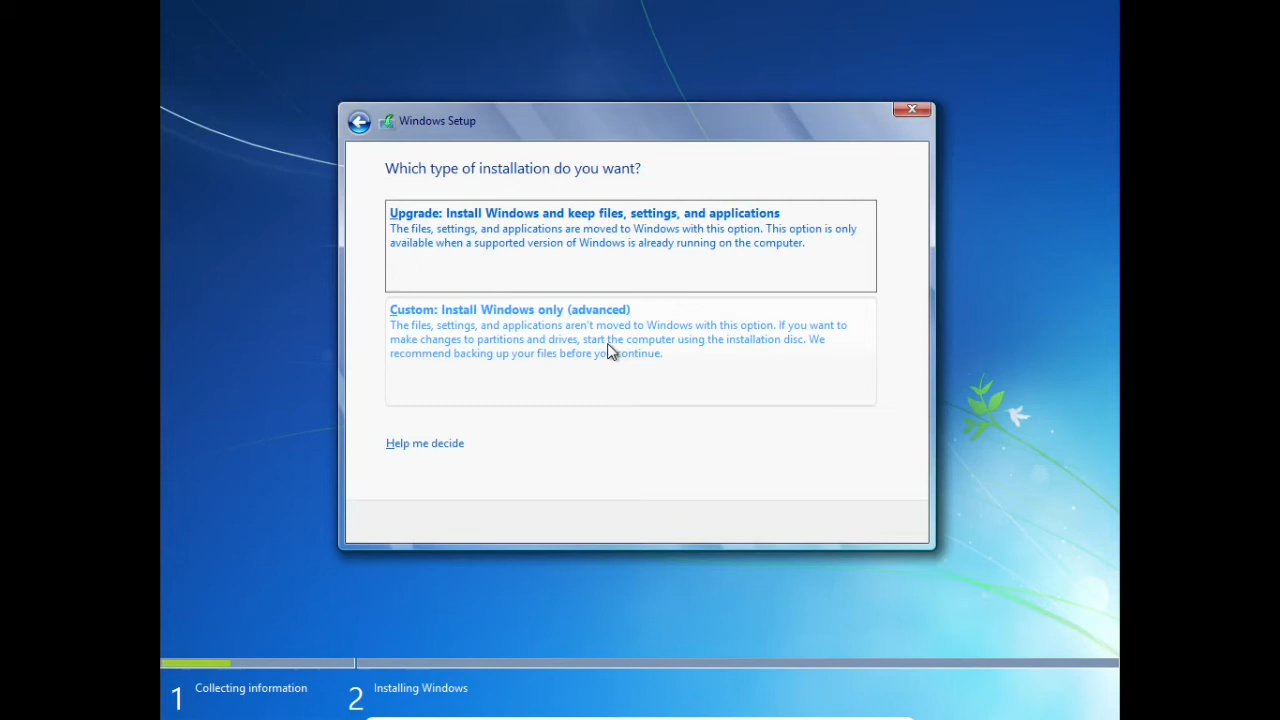 Windows Setup
Which type of installation do you want?
Upgrade: Install Windows and keep files, settings, and applications
The files, settings, and applications are moved to Windows with this option. This option is only
available when a supported version of Windows is already running on the computer.
Custom: Install Windows only (advanced)
The files, settings, and applications aren't moved to Windows with this option. If you want to
make changes to partitions and drives, start the computer using the installation disc. We
recommend backing up your files before you continue.
Help me decide
1 Collecting information
2 Installing Windows